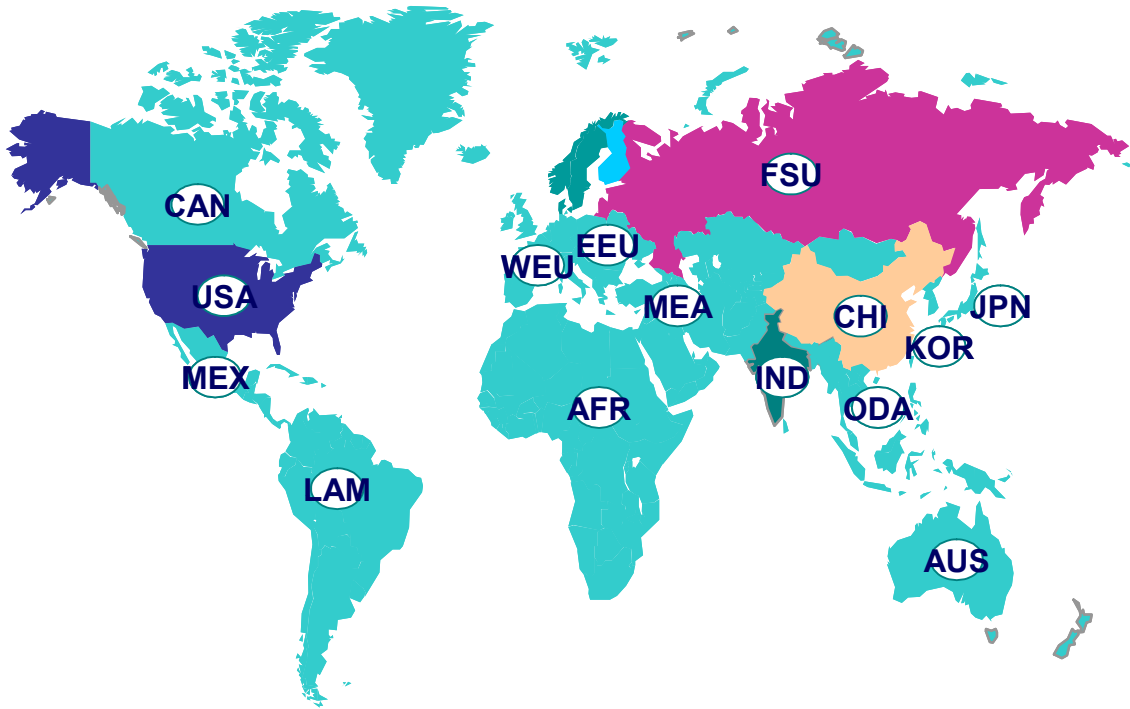 FSU
CAN
EEU
WEU
USA
MEA
JPN
CHI
KOR
MEX
IND
AFR
ODA
LAM
AUS